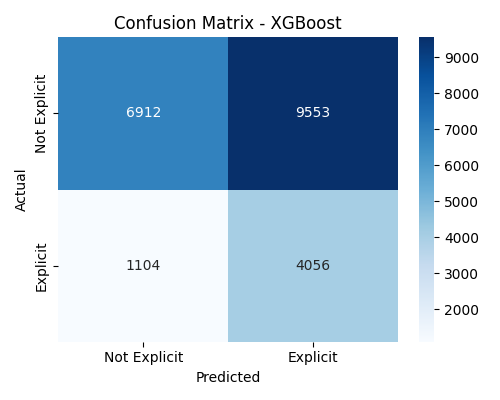 Confusion Matrix - XGBoost
Actual
Not Explicit
6912
9553
Explicit
1104
4056
Not Explicit
Explicit
Predicted
9000
8000
7000
6000
5000
4000
3000
2000